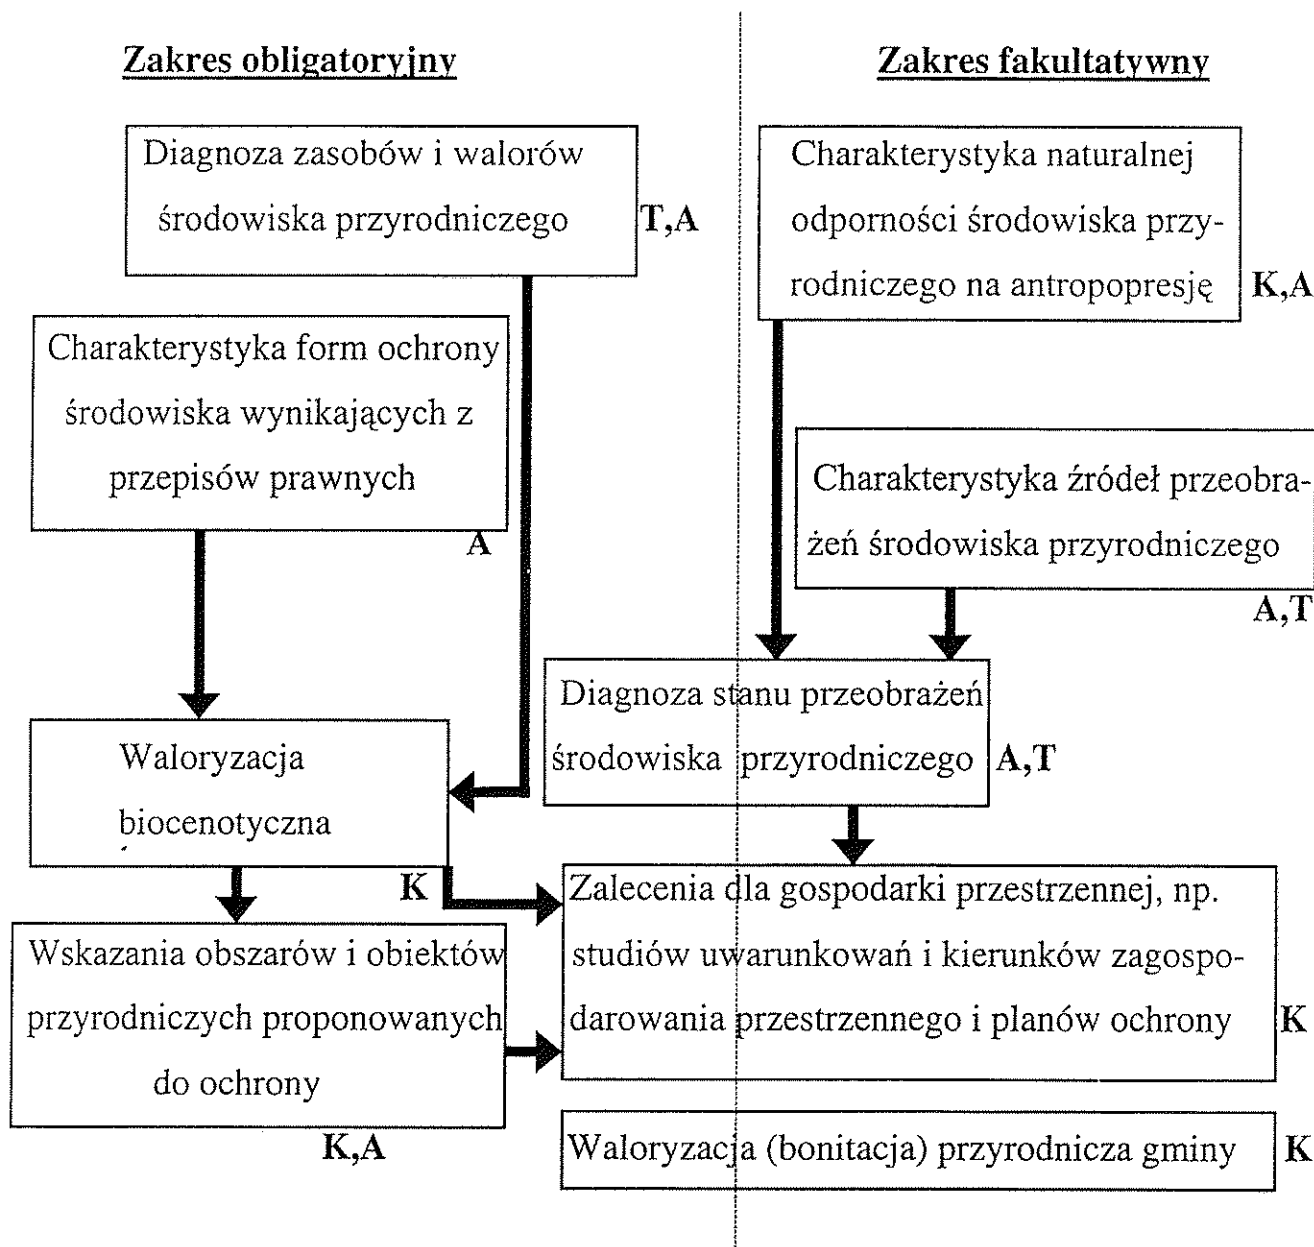 Zakres obligatoryjny
Zakres fakultatywny
Diagnoza zasobów i walorów
środowiska przyrodniczego
T,A
Charakterystyka naturalnej
odporności środowiska przy-
rodniczego na antropopresję
K,A
Charakterystyka form ochrony
środowiska wynikających z
przepisów prawnych
A
Charakterystyka źródeł przeobra-
żeń środowiska przyrodniczego
A,T
Diagnoza stanu przeobrażeń
środowiska przyrodniczego
A,T
Waloryzacja
biocenotyczna
K
Zalecenia dla gospodarki przestrzennej, np.
studiów uwarunkowań i kierunków zagospo-
darowania przestrzennego i planów ochrony
K
Wskazania obszarów i obiektów
przyrodniczych proponowanych
do ochrony
K,A
Waloryzacja (bonitacja) przyrodnicza gminy
K